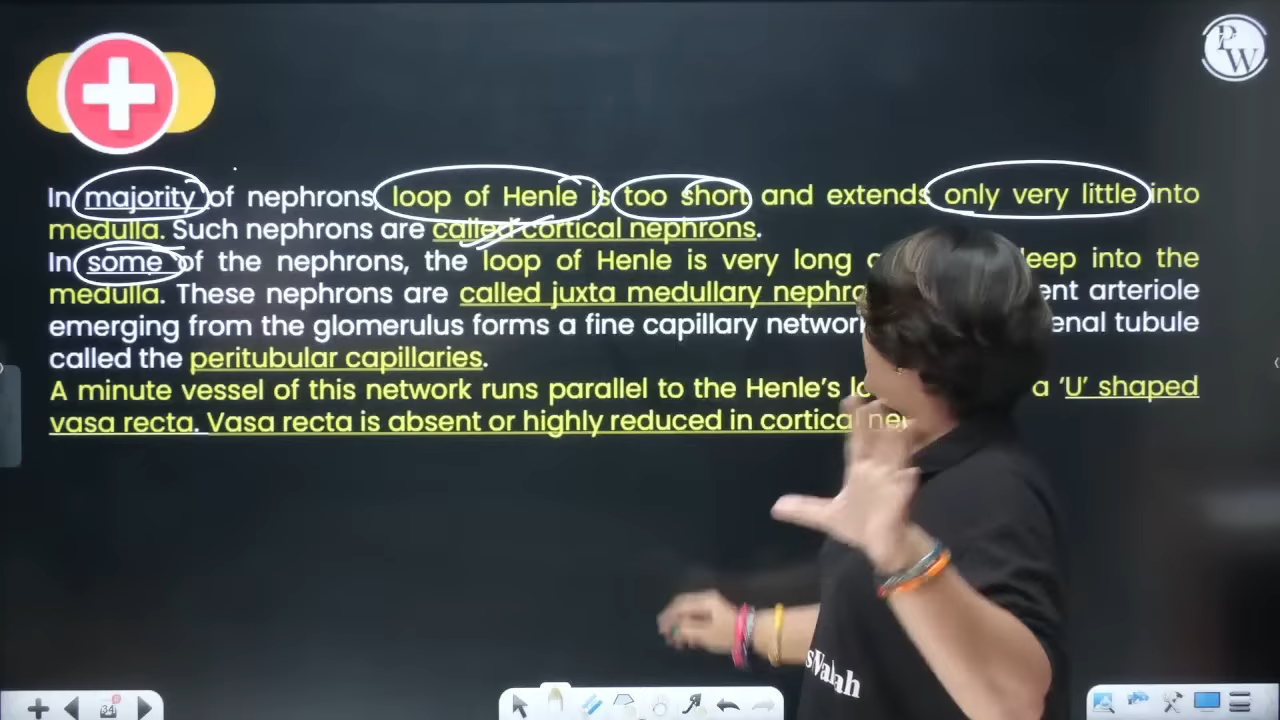 PW
In majority of nephrons, loop of Henle is too short and extends only very little into
medulla. Such nephrons are called cortical nephrons.
In some of the nephrons, the loop of Henle is very long deep into the
medulla. These nephrons are called juxta medullary arteriole
emerging from the glomerulus forms a fine capillary tubule
called the peritubular capillaries.
A minute vessel of this network runs parallel to the Henle's a 'U' shaped
vasa recta. Vasa recta is absent or highly reduced in cortical
34